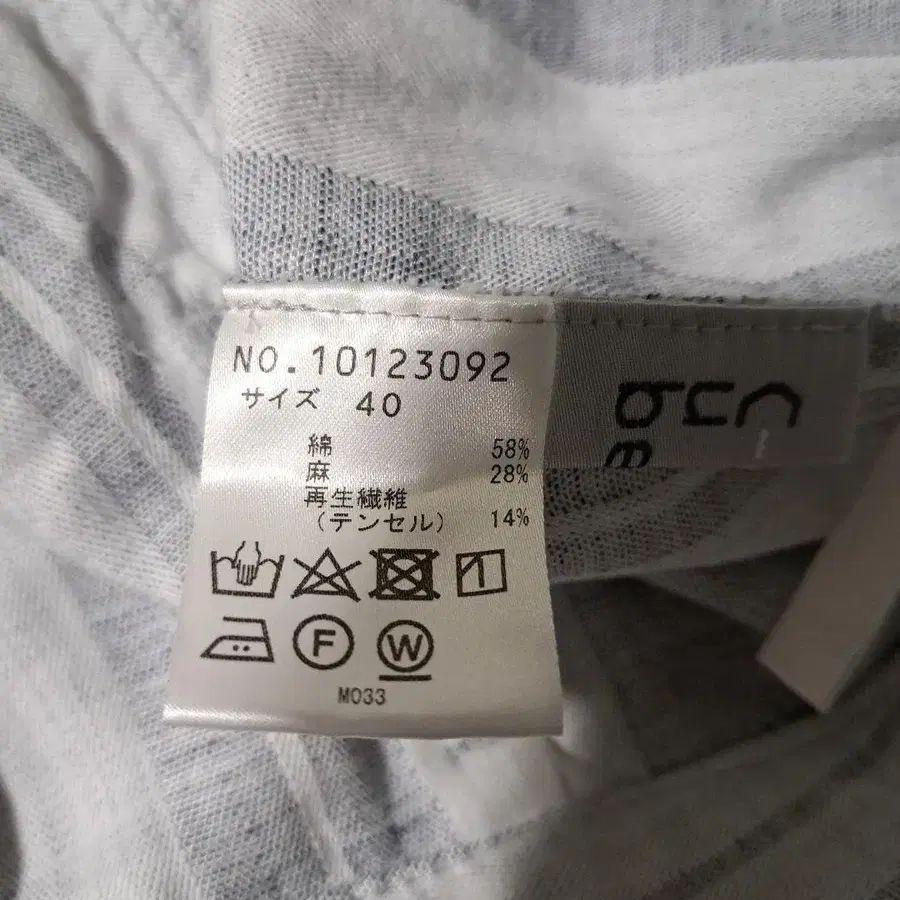 NO.10123092
サイズ 40
綿 58%
麻 28%
再生繊維
(テンセル) 14%
F
W
M033